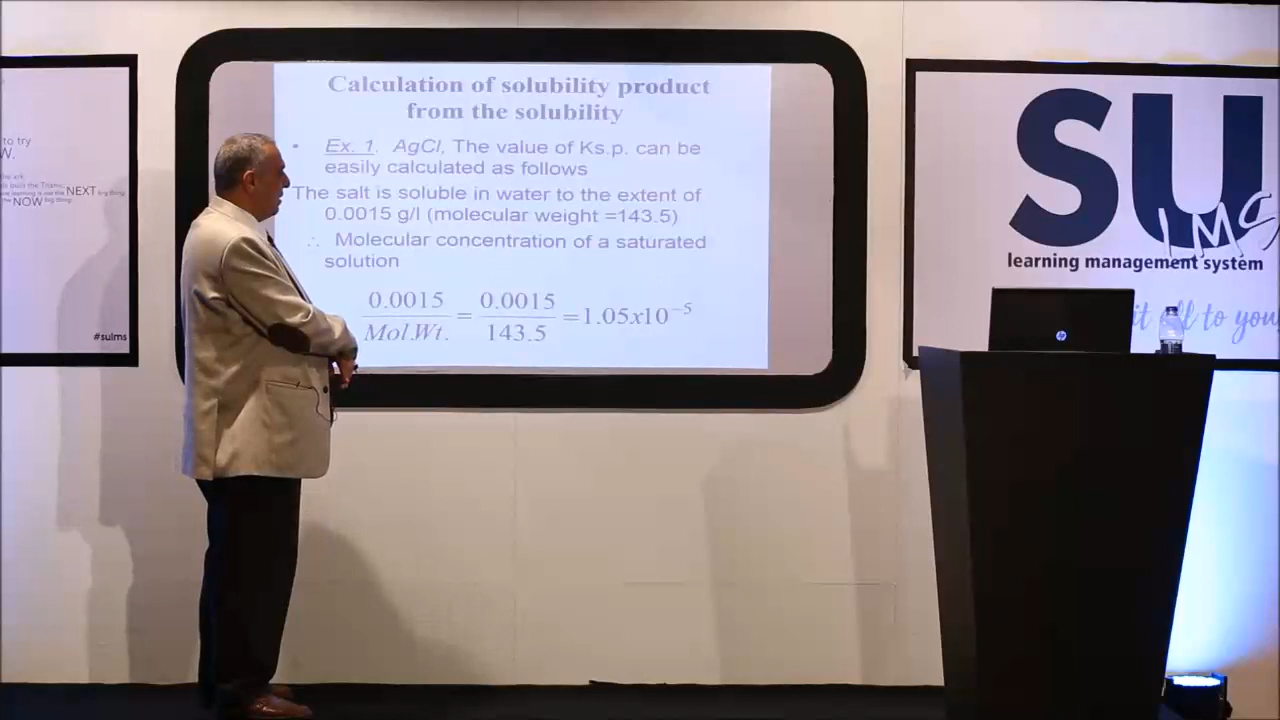 to try
W.
the ark.
built the Titanic.
learning is not the NEXT big thing
the NOW big thing.
#sulms
Calculation of solubility product
from the solubility
• Ex. 1. AgCl, The value of Ks.p. can be
easily calculated as follows
The salt is soluble in water to the extent of
0.0015 g/l (molecular weight =143.5)
∴ Molecular concentration of a saturated
solution
0.0015 / Mol.Wt. = 0.0015 / 143.5 = 1.05x10⁻⁵
SU
LMS
learning management system
it off to you
hp